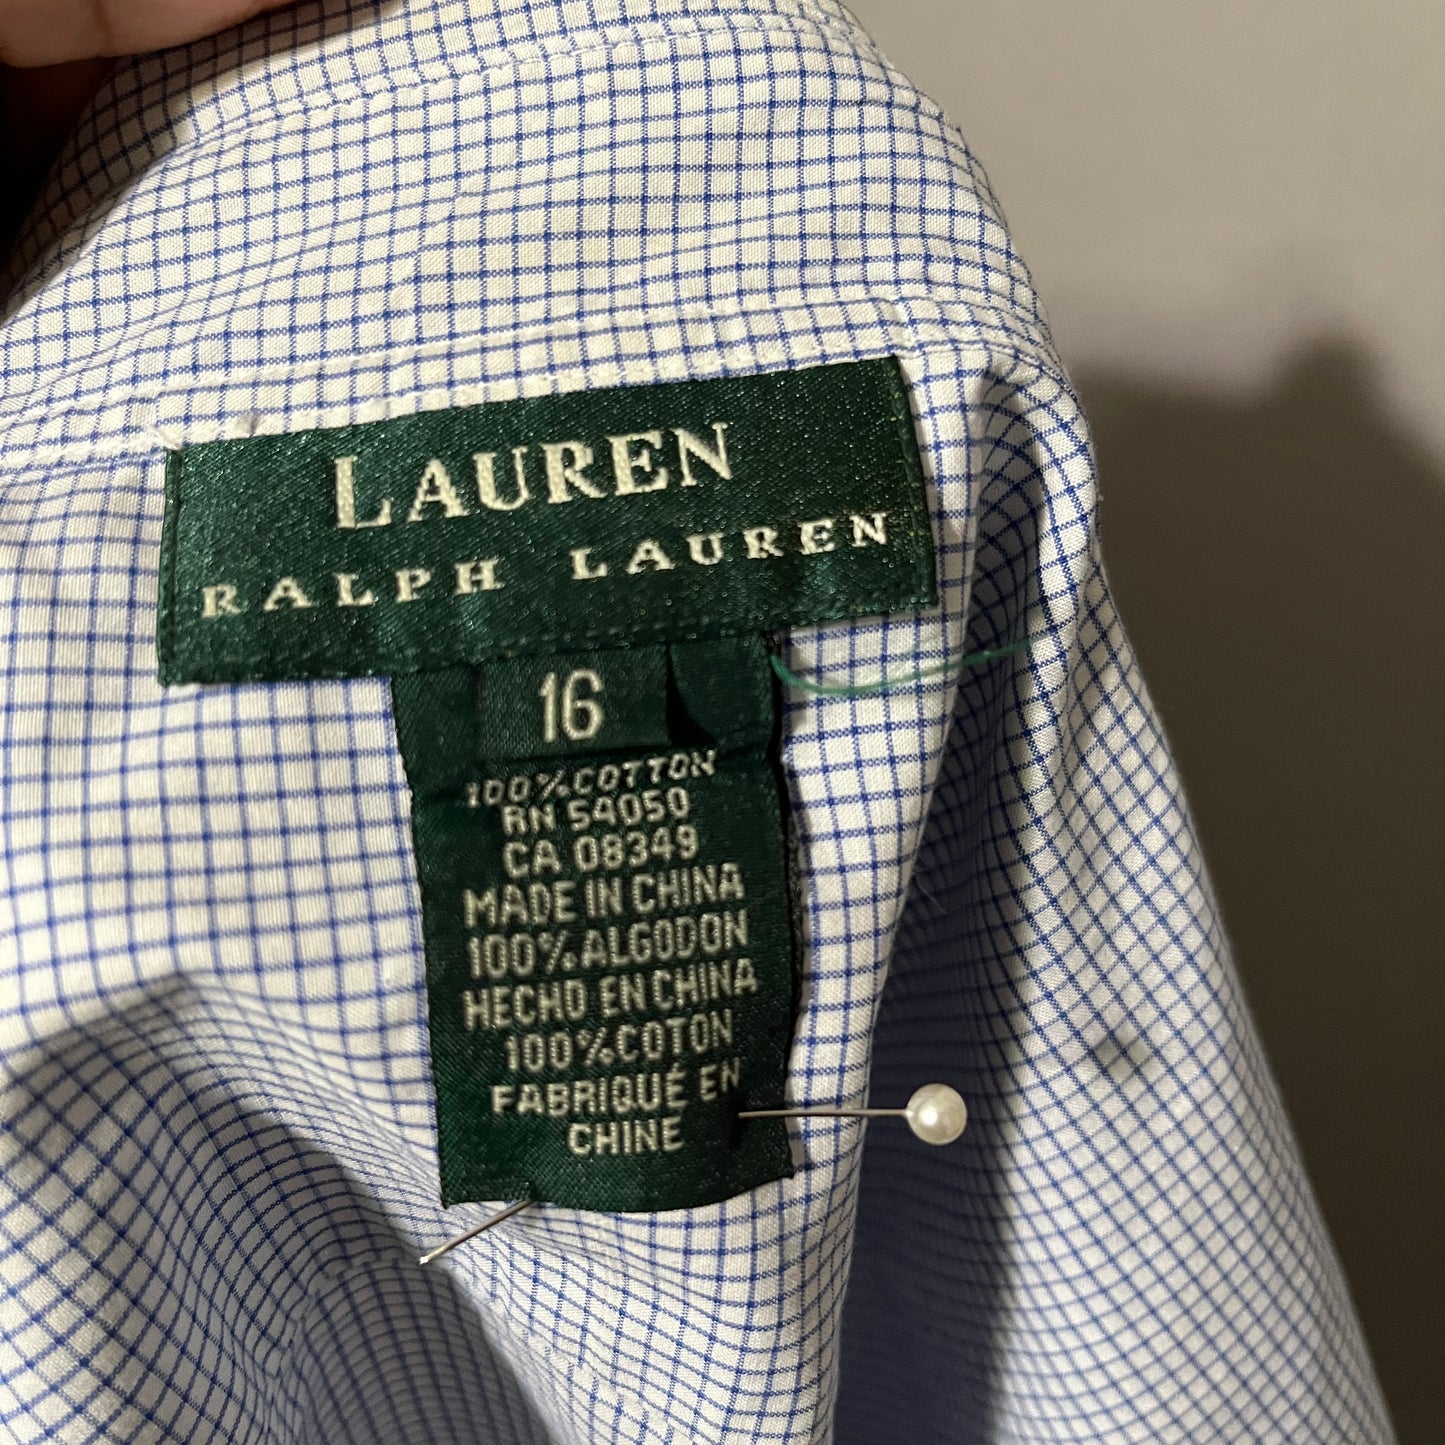 LAUREN
RALPH LAUREN
16
100% COTTON
RN 54050
CA 08349
MADE IN CHINA
100% ALGODON
HECHO EN CHINA
100% COTON
FABRIQUÉ EN
CHINE